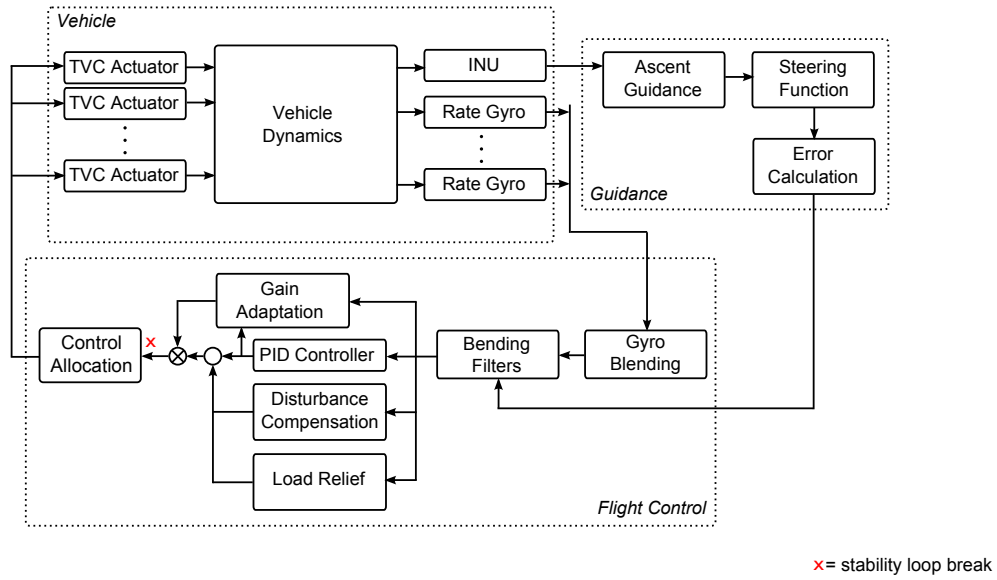 Vehicle
TVC Actuator
TVC Actuator
TVC Actuator
Vehicle
Dynamics
INU
Rate Gyro
Rate Gyro
Ascent
Guidance
Steering
Function
Error
Calculation
Guidance
Gain
Adaptation
Control
Allocation
x
PID Controller
Bending
Filters
Gyro
Blending
Disturbance
Compensation
Load Relief
Flight Control
x = stability loop break